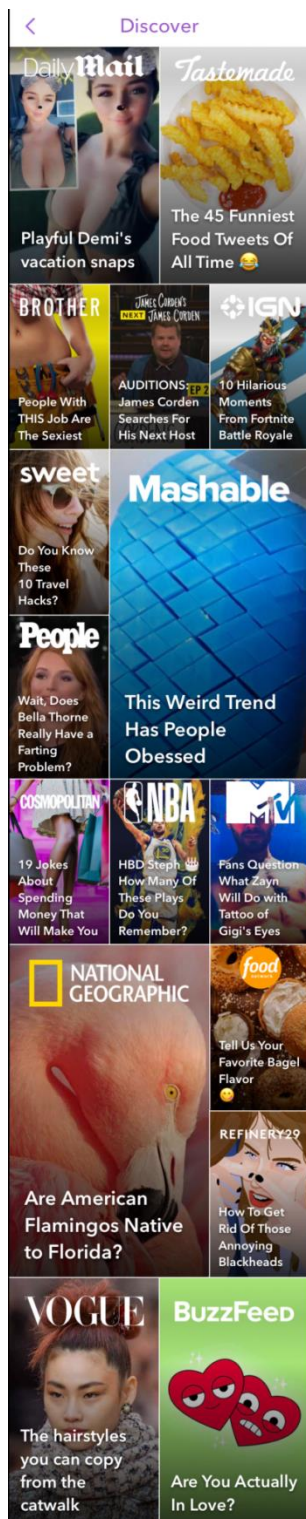 Discover
Daily Mail
Playful Demi's
vacation snaps
Tastemade
The 45 Funniest
Food Tweets Of
All Time 😂
BROTHER
People With
THIS Job Are
The Sexiest
JAMES CORDEN'S
NEXT JAMES CORDEN
EP 2
AUDITIONS:
James Corden
Searches For
His Next Host
IGN
10 Hilarious
Moments
From Fortnite
Battle Royale
sweet
Do You Know
These
10 Travel
Hacks?
Mashable
This Weird Trend
Has People
Obsessed
People
Wait, Does
Bella Thorne
Really Have a
Farting
Problem?
COSMOPOLITAN
19 Jokes
About
Spending
Money That
Will Make You
NBA
HBD Steph 🎂
How Many Of
These Plays
Do You
Remember?
MTV
Fans Question
What Zayn
Will Do with
Tattoo of
Gigi's Eyes
NATIONAL
GEOGRAPHIC
Are American
Flamingos Native
to Florida?
food
network
Tell Us Your
Favorite Bagel
Flavor
😋
REFINERY29
How To Get
Rid Of Those
Annoying
Blackheads
VOGUE
The hairstyles
you can copy
from the
catwalk
BuzzFeed
Are You Actually
In Love?